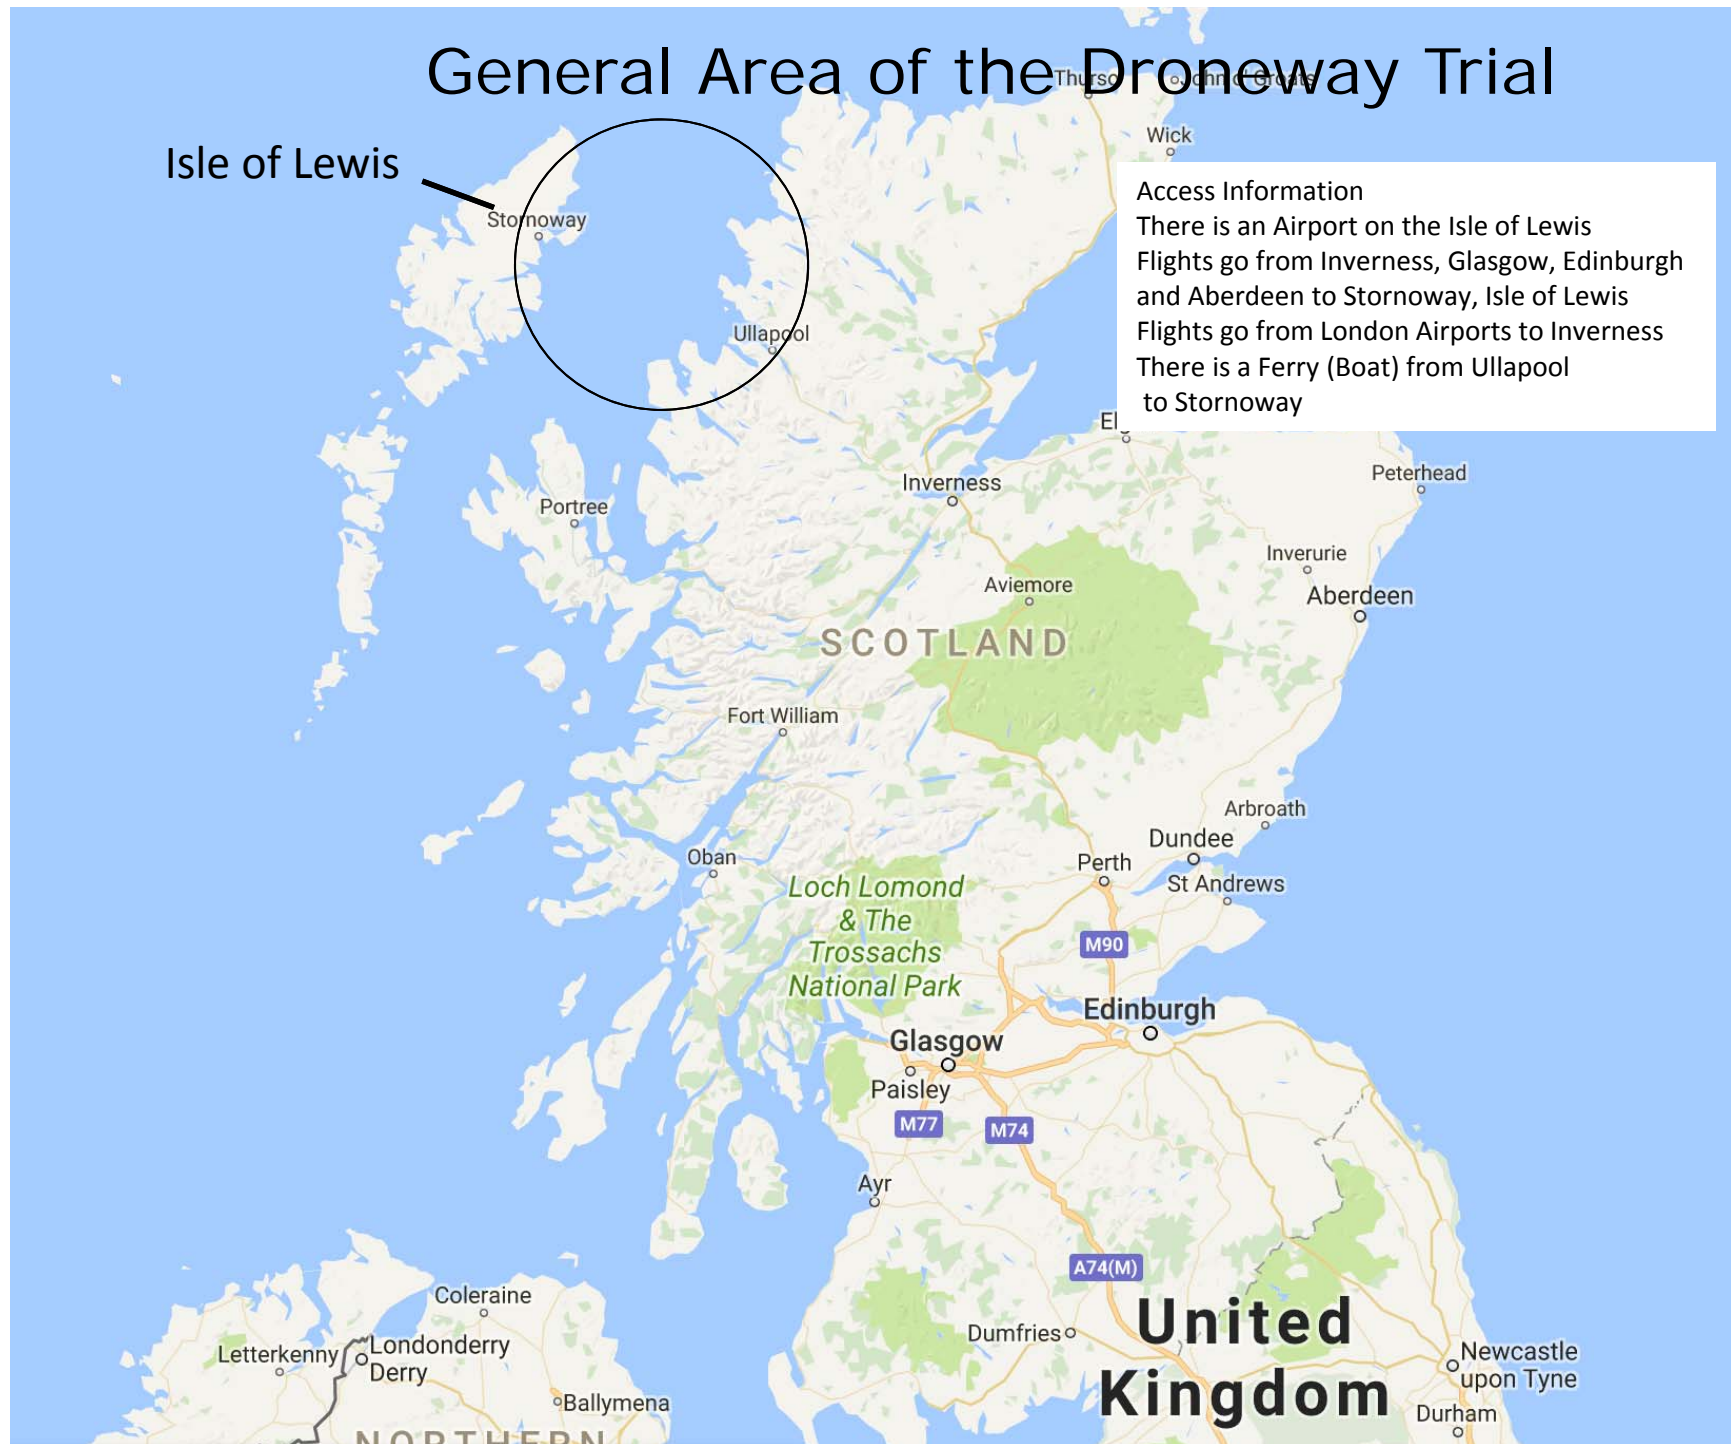 General Area of the Droneway Trial
Thurso
John o' Groats
Wick
Isle of Lewis
Stornoway
Access Information
There is an Airport on the Isle of Lewis
Flights go from Inverness, Glasgow, Edinburgh
and Aberdeen to Stornoway, Isle of Lewis
Flights go from London Airports to Inverness
There is a Ferry (Boat) from Ullapool
to Stornoway
Ullapool
Peterhead
Inverness
Portree
Inverurie
Aviemore
Aberdeen
SCOTLAND
Fort William
Arbroath
Dundee
Oban
Perth
St Andrews
Loch Lomond
& The
Trossachs
National Park
M90
Edinburgh
Glasgow
Paisley
M77
M74
Ayr
A74(M)
Coleraine
United
Kingdom
Dumfries
Londonderry
Derry
Letterkenny
Newcastle
upon Tyne
Ballymena
Durham
NORTHERN